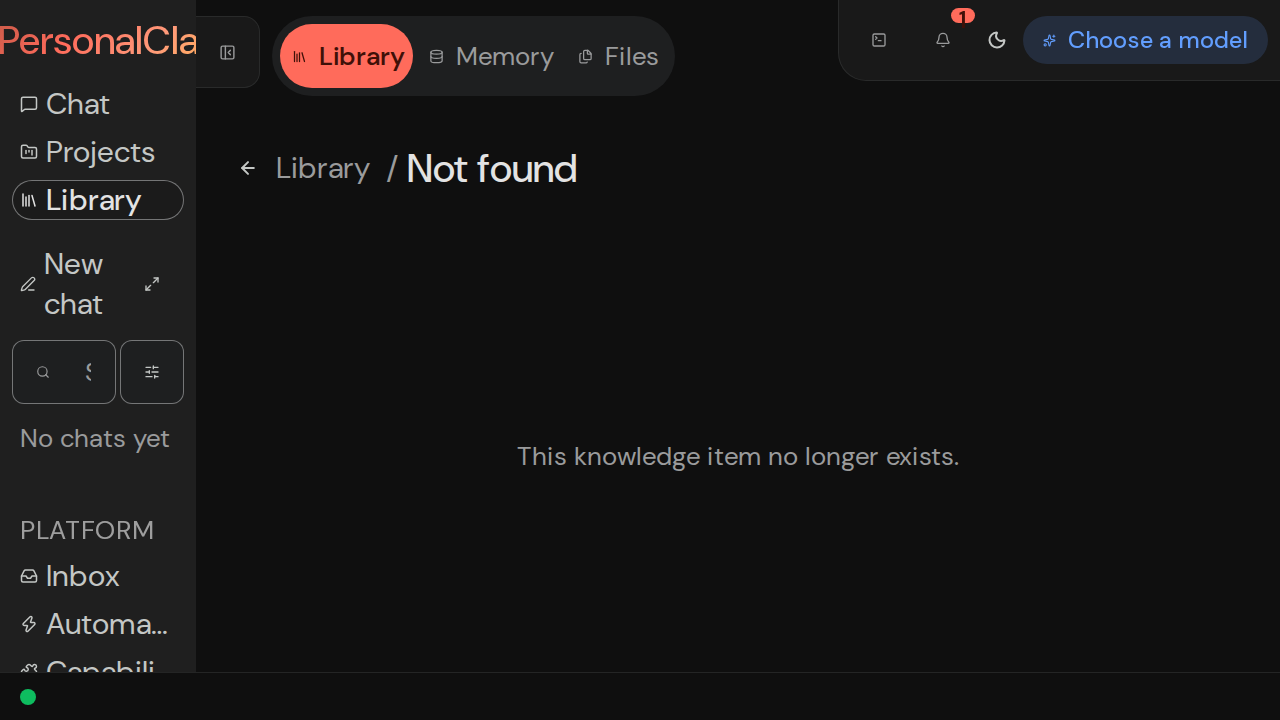 PersonalCla
Chat
Projects
Library
New
chat
No chats yet
PLATFORM
Inbox
Automa...
Capabili
Library
Memory
Files
1
Choose a model
Library / Not found
This knowledge item no longer exists.